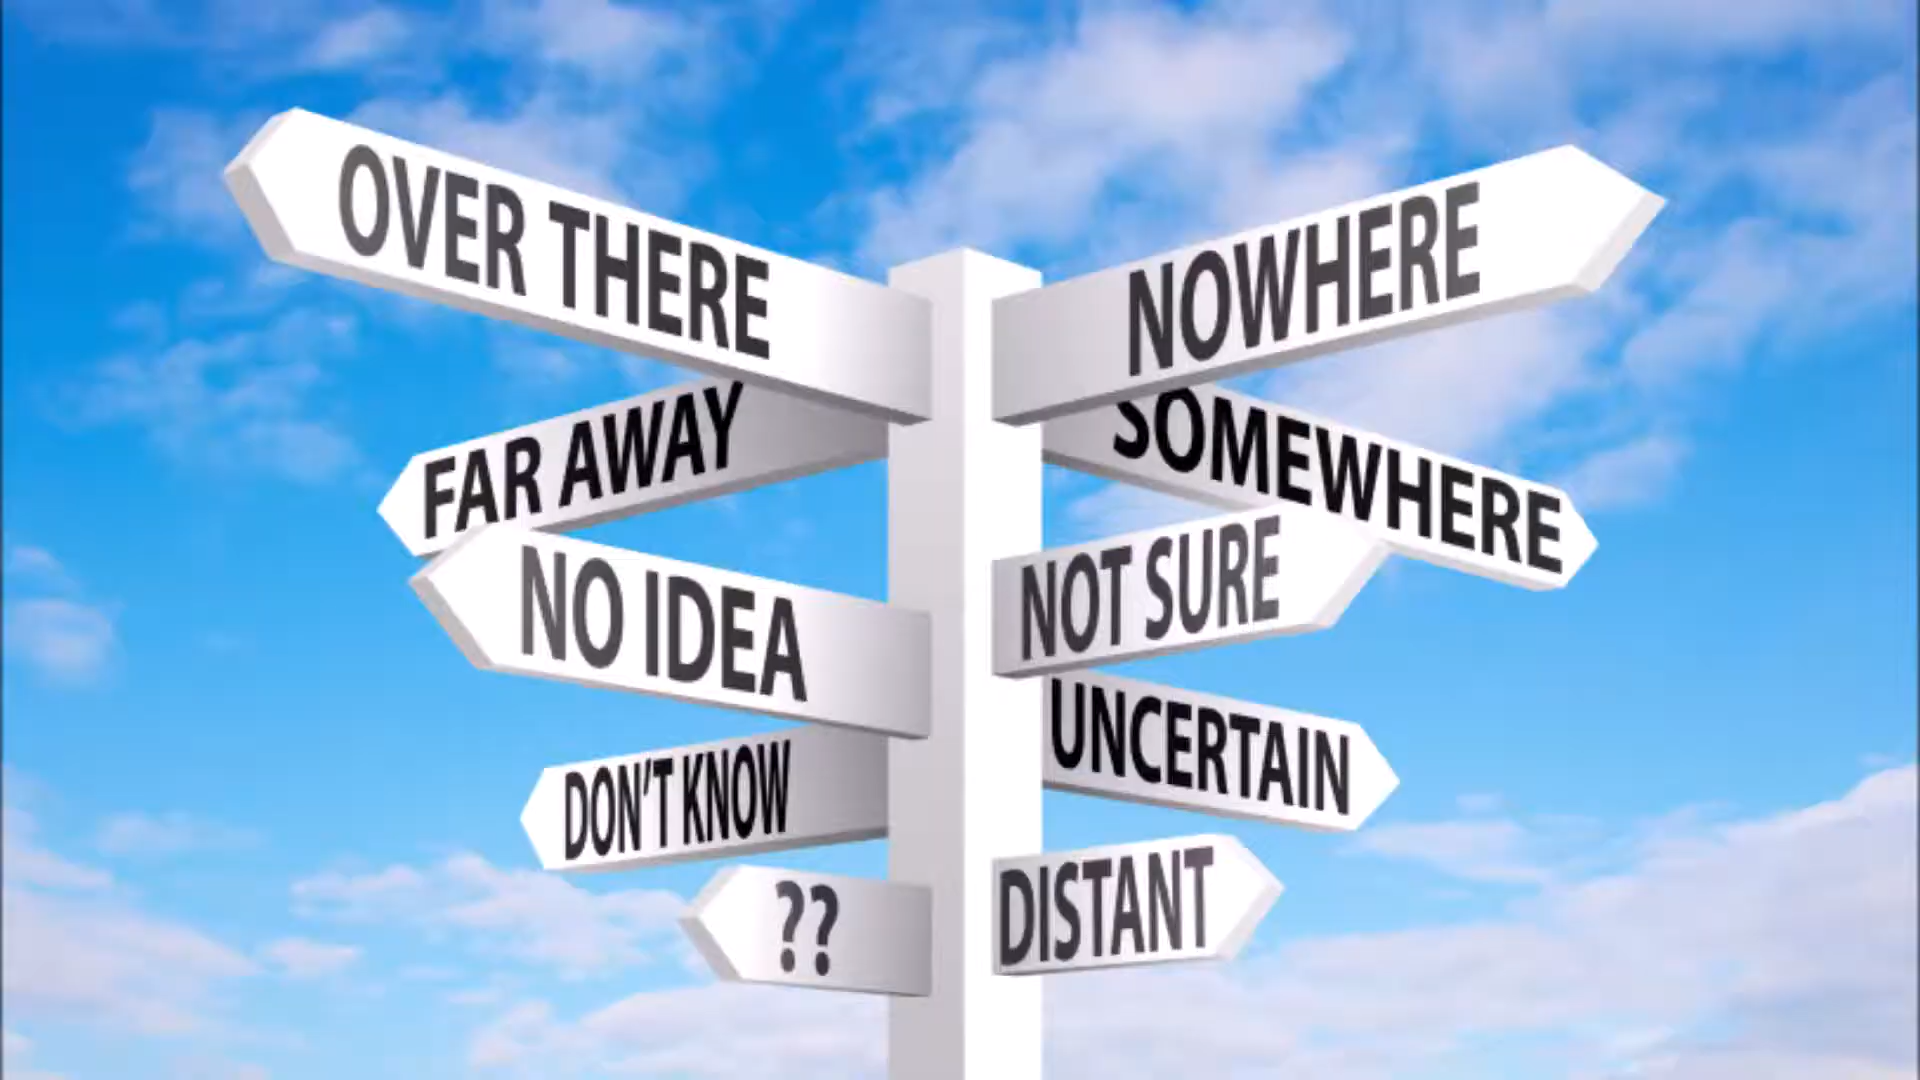 OVER THERE
NOWHERE
FAR AWAY
SOMEWHERE
NO IDEA
NOT SURE
DON'T KNOW
UNCERTAIN
??
DISTANT